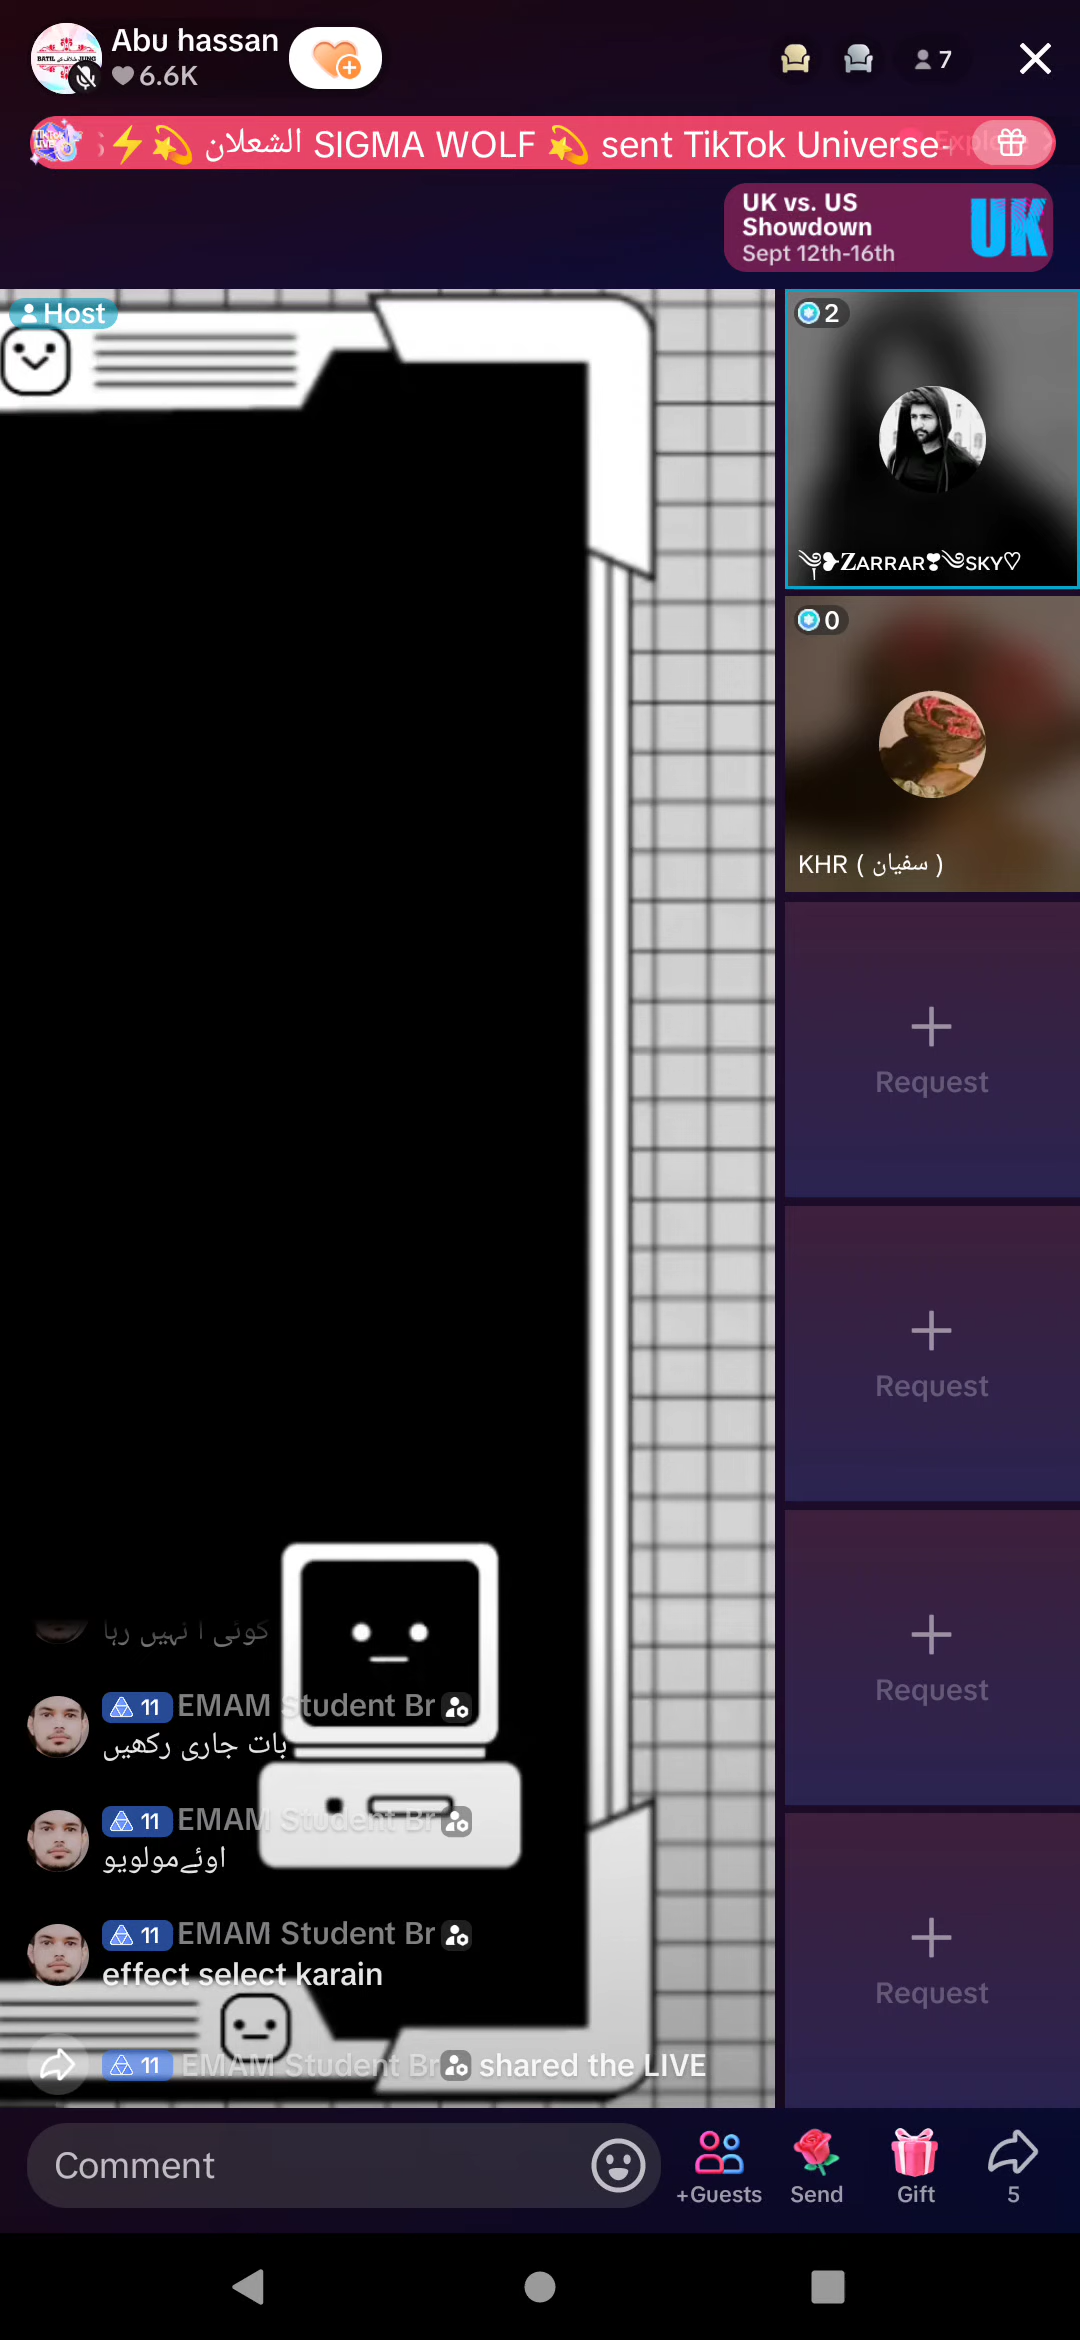 Abu hassan
6.6K
7
⚡💫 الشعلان SIGMA WOLF 💫 sent TikTok Universe-
UK vs. US
Showdown
Sept 12th-16th
UK
Host
2
ZARRAR❣SKY♡
0
KHR ( سفیان )
Request
Request
Request
Request
کوئی ا نہیں رہا
11 EMAM Student Br
بات جاری رکھیں
11 EMAM Student Br
اوئےمولویو
11 EMAM Student Br
effect select karain
11 EMAM Student Br shared the LIVE
Comment
+Guests
Send
Gift
5